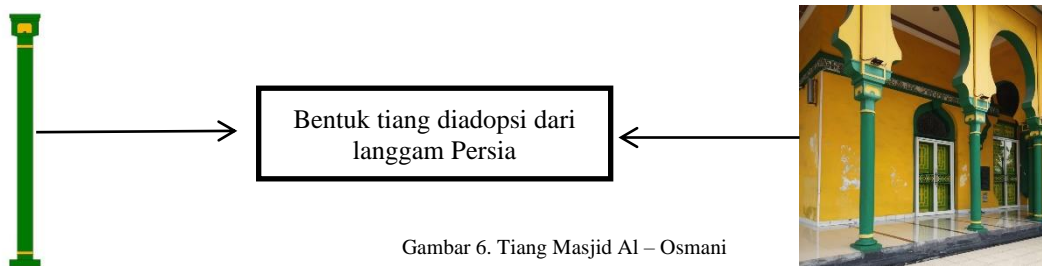 Bentuk tiang diadopsi dari
langgam Persia
Gambar 6. Tiang Masjid Al – Osmani